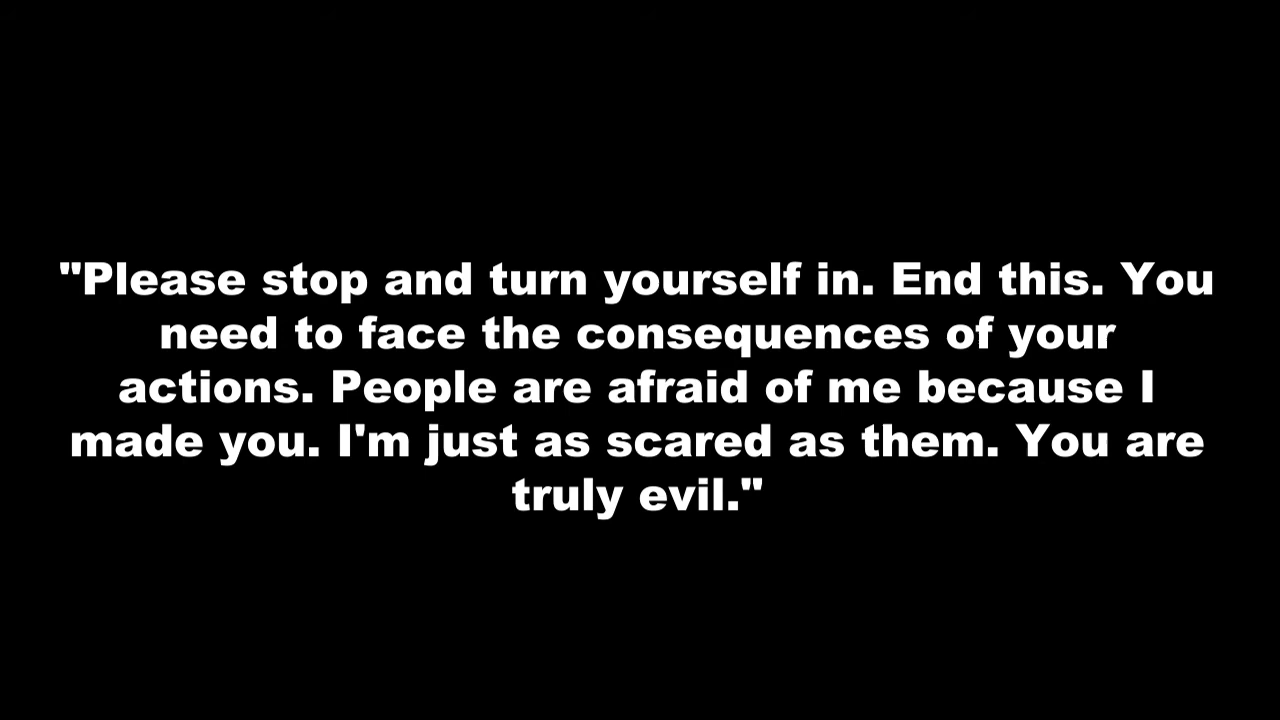 "Please stop and turn yourself in. End this. You
need to face the consequences of your
actions. People are afraid of me because I
made you. I'm just as scared as them. You are
truly evil."